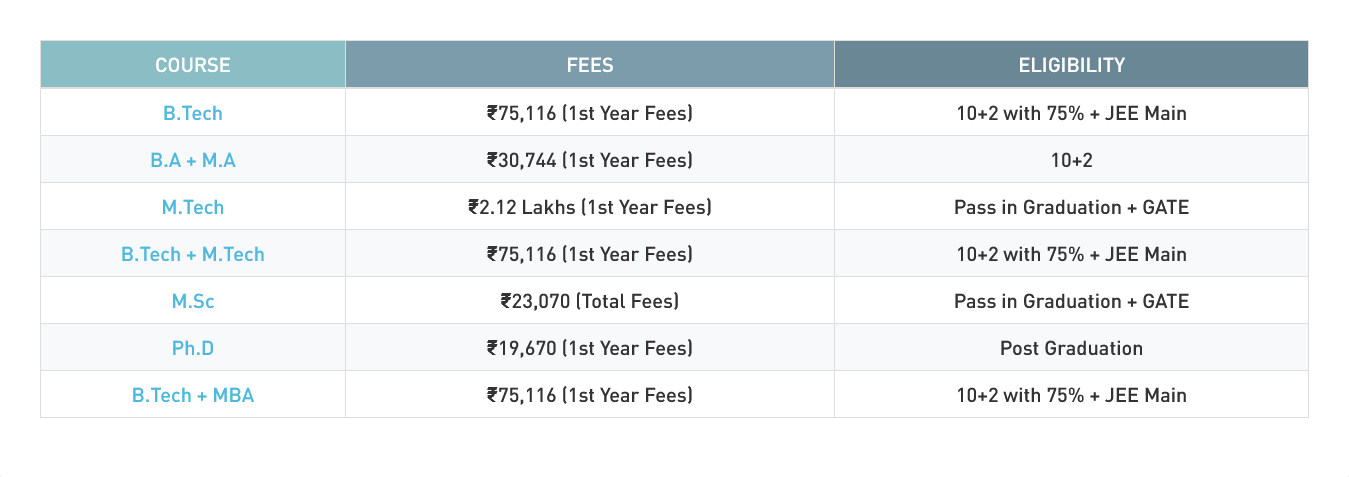 COURSE FEES ELIGIBILITY
B.Tech ₹75,116 (1st Year Fees) 10+2 with 75% + JEE Main
B.A + M.A ₹30,744 (1st Year Fees) 10+2
M.Tech ₹2.12 Lakhs (1st Year Fees) Pass in Graduation + GATE
B.Tech + M.Tech ₹75,116 (1st Year Fees) 10+2 with 75% + JEE Main
M.Sc ₹23,070 (Total Fees) Pass in Graduation + GATE
Ph.D ₹19,670 (1st Year Fees) Post Graduation
B.Tech + MBA ₹75,116 (1st Year Fees) 10+2 with 75% + JEE Main